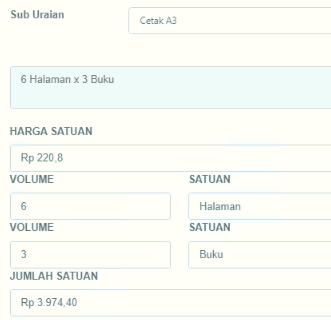 Sub Uraian
Cetak A3
6 Halaman x 3 Buku
HARGA SATUAN
Rp 220,8
VOLUME SATUAN
6 Halaman
VOLUME SATUAN
3 Buku
JUMLAH SATUAN
Rp 3.974,40